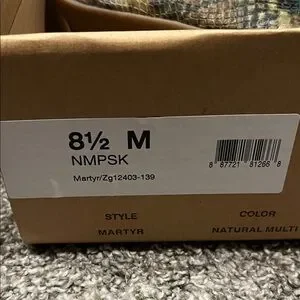 8½ M
NMPSK
Martyr/Zg12403-139
8 87721 81266 8
STYLE COLOR
MARTYR NATURAL MULTI